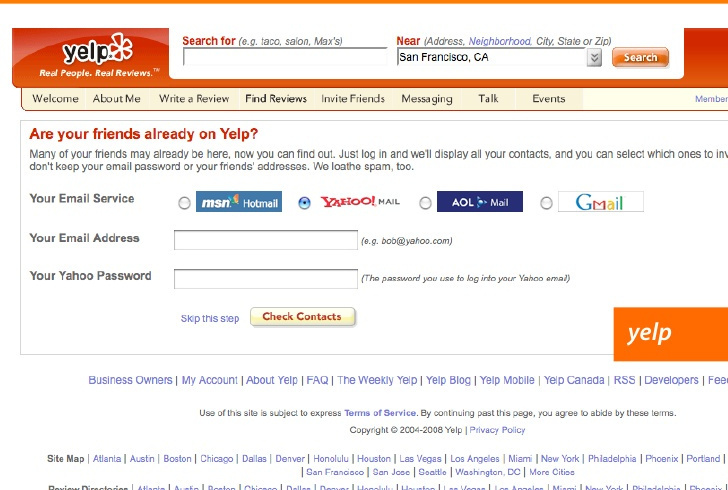 yelp
Real People. Real Reviews.™
Search for (e.g. taco, salon, Max's)
Near (Address, Neighborhood, City, State or Zip)
San Francisco, CA
Search
Welcome About Me Write a Review Find Reviews Invite Friends Messaging Talk Events Member
Are your friends already on Yelp?
Many of your friends may already be here, now you can find out. Just log in and we'll display all your contacts, and you can select which ones to inv
don't keep your email password or your friends' addresses. We loathe spam, too.
Your Email Service msn Hotmail YAHOO! MAIL AOL Mail Gmail
Your Email Address (e.g. bob@yahoo.com)
Your Yahoo Password (The password you use to log into your Yahoo email)
Skip this step Check Contacts
yelp
Business Owners | My Account | About Yelp | FAQ | The Weekly Yelp | Yelp Blog | Yelp Mobile | Yelp Canada | RSS | Developers | Fee
Use of this site is subject to express Terms of Service. By continuing past this page, you agree to abide by these terms.
Copyright © 2004-2008 Yelp | Privacy Policy
Site Map | Atlanta | Austin | Boston | Chicago | Dallas | Denver | Honolulu | Houston | Las Vegas | Los Angeles | Miami | New York | Philadelphia | Phoenix | Portland |
| San Francisco | San Jose | Seattle | Washington, DC | More Cities
Review Directories | Atlanta | Austin | Boston | Chicago | Dallas | Denver | Honolulu | Houston | Las Vegas | Los Angeles | Miami | New York | Philadelphia | Phoenix |